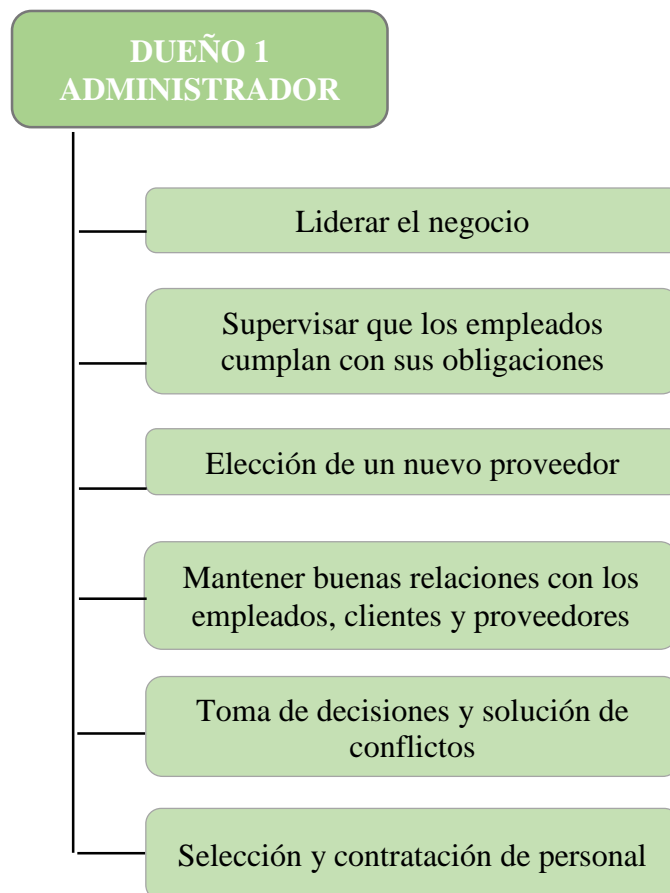 DUEÑO 1
ADMINISTRADOR
Liderar el negocio
Supervisar que los empleados
cumplan con sus obligaciones
Elección de un nuevo proveedor
Mantener buenas relaciones con los
empleados, clientes y proveedores
Toma de decisiones y solución de
conflictos
Selección y contratación de personal